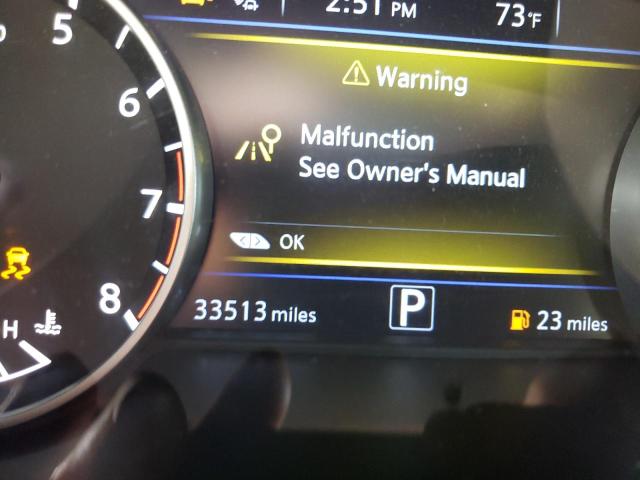 2:51 PM
73°F
5
Warning
6
Malfunction
See Owner's Manual
7
OK
8
33513 miles
P
23 miles
H